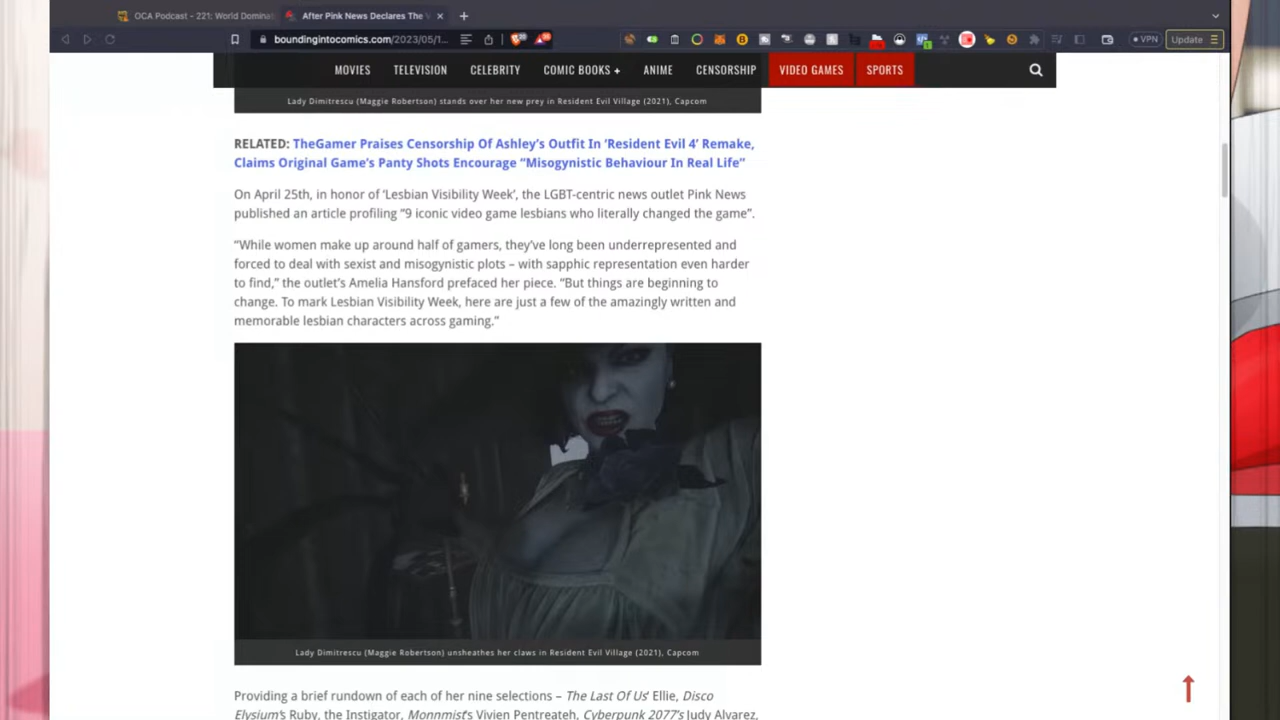 OCA Podcast - 221: World Domina
After Pink News Declares The
boundingintocomics.com/2023/05/1...
VPN
Update
MOVIES TELEVISION CELEBRITY COMIC BOOKS + ANIME CENSORSHIP VIDEO GAMES SPORTS
Lady Dimitrescu (Maggie Robertson) stands over her new prey in Resident Evil Village (2021), Capcom
RELATED: TheGamer Praises Censorship Of Ashley's Outfit In 'Resident Evil 4' Remake,
Claims Original Game's Panty Shots Encourage "Misogynistic Behaviour In Real Life"
On April 25th, in honor of 'Lesbian Visibility Week', the LGBT-centric news outlet Pink News
published an article profiling "9 iconic video game lesbians who literally changed the game".
"While women make up around half of gamers, they've long been underrepresented and
forced to deal with sexist and misogynistic plots – with sapphic representation even harder
to find," the outlet's Amelia Hansford prefaced her piece. "But things are beginning to
change. To mark Lesbian Visibility Week, here are just a few of the amazingly written and
memorable lesbian characters across gaming."
Lady Dimitrescu (Maggie Robertson) unsheathes her claws in Resident Evil Village (2021), Capcom
Providing a brief rundown of each of her nine selections – The Last Of Us' Ellie, Disco
Elysium's Ruby, the Instigator, Monnmist's Vivien Pentreateh, Cyberpunk 2077's Judy Alvarez,